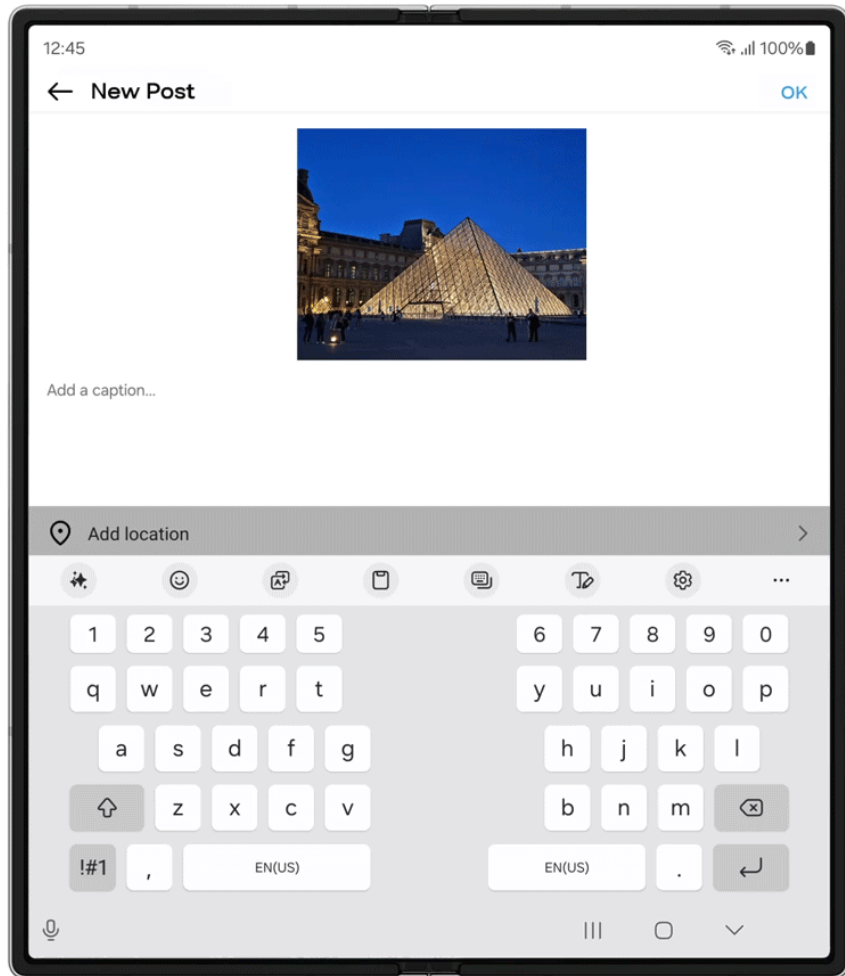 12:45 100%
New Post OK
Add a caption...
Add location
1 2 3 4 5 6 7 8 9 0
q w e r t y u i o p
a s d f g h j k l
z x c v b n m
!#1 , EN(US) EN(US) .